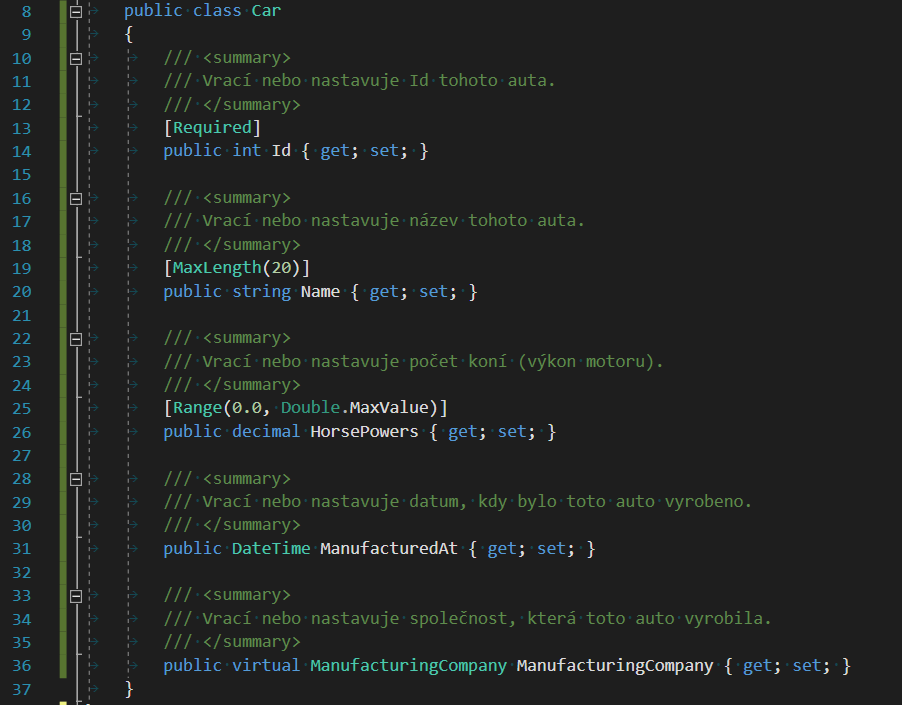 8 public class Car
9 {
10 /// <summary>
11 /// Vrací nebo nastavuje Id tohoto auta.
12 /// </summary>
13 [Required]
14 public int Id { get; set; }
15
16 /// <summary>
17 /// Vrací nebo nastavuje název tohoto auta.
18 /// </summary>
19 [MaxLength(20)]
20 public string Name { get; set; }
21
22 /// <summary>
23 /// Vrací nebo nastavuje počet koní (výkon motoru).
24 /// </summary>
25 [Range(0.0, Double.MaxValue)]
26 public decimal HorsePowers { get; set; }
27
28 /// <summary>
29 /// Vrací nebo nastavuje datum, kdy bylo toto auto vyrobeno.
30 /// </summary>
31 public DateTime ManufacturedAt { get; set; }
32
33 /// <summary>
34 /// Vrací nebo nastavuje společnost, která toto auto vyrobila.
35 /// </summary>
36 public virtual ManufacturingCompany ManufacturingCompany { get; set; }
37 }